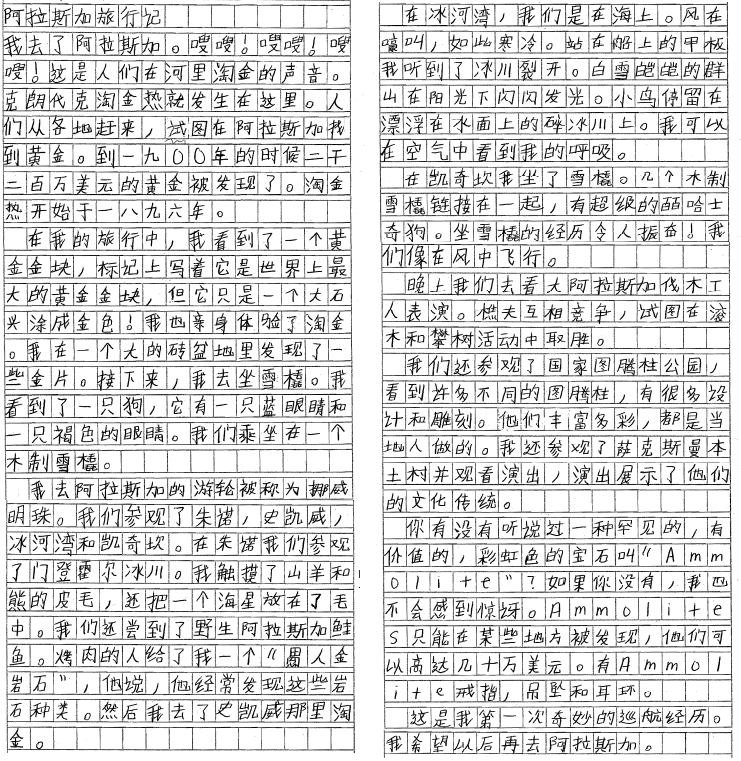 阿拉斯加旅行记
我去了阿拉斯加。嗖嗖！嗖嗖！嗖
嗖！这是人们在河里淘金的声音。
克朗代克淘金热就发生在这里。人
们从各地赶来，试图在阿拉斯加找
到黄金。到一九００年的时候二千
二百万美元的黄金被发现了。淘金
热开始于一八九六年。
在我的旅行中，我看到了一个黄
金金块，标记上写着它是世界上最
大的黄金金块，但它只是一个大石
头涂成金色！我也亲身体验了淘金
。我在一个大的砖盆地里发现了一
些金片。接下来，我去坐雪橇。我
看到了一只狗，它有一只蓝眼睛和
一只褐色的眼睛。我们乘坐在一个
木制雪橇。
我去阿拉斯加的游轮被称为挪威
明珠。我们参观了朱诺，史凯威，
冰河湾和凯奇坎。在朱诺我们参观
了门登霍尔冰川。我触摸了山羊和
熊的皮毛，还把一个海星放在了毛
中。我们还尝到了野生阿拉斯加鲑
鱼。烤肉的人给了我一个“愚人金
岩石”，他说，他经常发现这些岩
石种类。然后我去了史凯威那里淘
金。
在冰河湾，我们是在海上。风在
嚎叫，如此寒冷。站在船上的甲板
我听到了冰川裂开。白雪皑皑的群
山在阳光下闪闪发光。小鸟停留在
漂浮在水面上的碎冰川上。我可以
在空气中看到我的呼吸。
在凯奇坎我坐了雪橇。几个木制
雪橇链接在一起，有超级的西哈士
奇狗。坐雪橇的经历令人振奋！我
们像在风中飞行。
晚上我们去看大阿拉斯加伐木工
人表演。樵夫互相竞争，试图在滚
木和攀树活动中取胜。
我们还参观了国家图腾柱公园，
看到许多不同的图腾柱，有很多设
计和雕刻。他们丰富多彩，都是当
地人做的。我还参观了萨克斯曼本
土村并观看演出，演出展示了他们
的文化传统。
你有没有听说过一种罕见的，有
价值的，彩虹色的宝石叫“Amm
olite”？如果你没有，我也
不会感到惊讶。Ammolite
s只能在某些地方被发现，他们可
以高达几十万美元。有Ammol
ite戒指，吊坠和耳环。
这是我第一次奇妙的巡航经历。
我希望以后再去阿拉斯加。